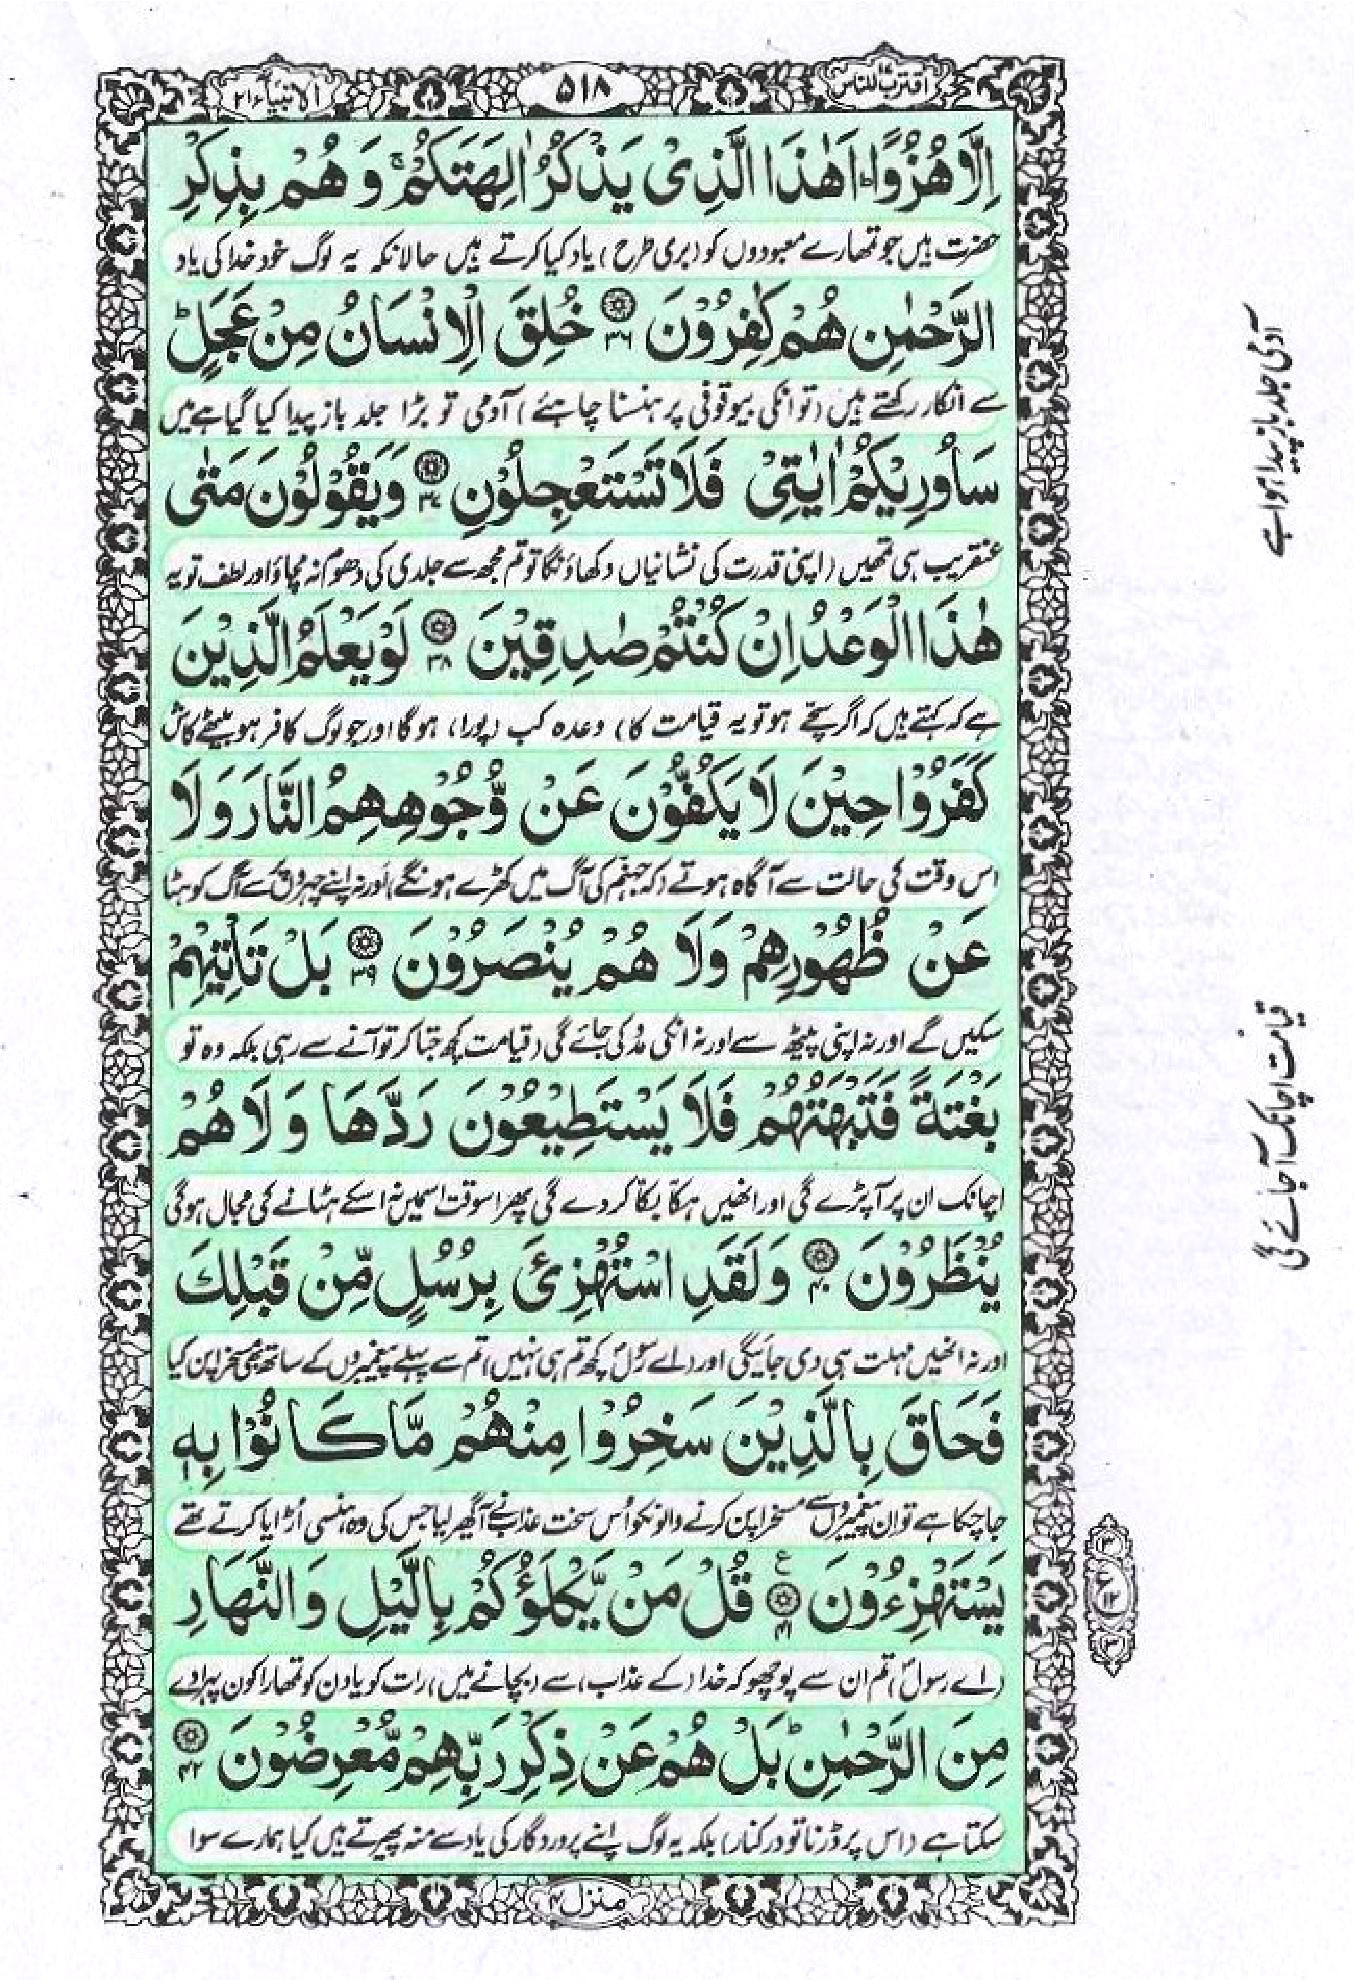 اقترب للناس ۱۷
۵۱۸
الانبیآء ۲۱
اِلَّا هُزُوًا ؕ اَهٰذَا الَّذِیْ یَذْكُرُ اٰلِهَتَكُمْ ۚ وَ هُمْ بِذِكْرِ
حضرت ہیں جو تمھارے معبودوں کو (بری طرح) یاد کیا کرتے ہیں حالانکہ یہ لوگ خود خدا کی یاد
الرَّحْمٰنِ هُمْ كٰفِرُوْنَ ۳۶ خُلِقَ الْاِنْسَانُ مِنْ عَجَلٍ ؕ
سے انکار رکھتے ہیں (تو انکی بیوقوفی پر ہنسنا چاہئے) آدمی تو بڑا جلد باز پیدا کیا گیا ہے میں
سَاُورِیْكُمْ اٰیٰتِیْ فَلَا تَسْتَعْجِلُوْنِ ۳۷ وَ یَقُوْلُوْنَ مَتٰی
عنقریب ہی تمھیں (اپنی قدرت کی نشانیاں دکھاؤنگا تو تم مجھ سے جلدی کی دھوم نہ مچاؤ اور لطف تو یہ
هٰذَا الْوَعْدُ اِنْ كُنْتُمْ صٰدِقِیْنَ ۳۸ لَوْ یَعْلَمُ الَّذِیْنَ
ہے کہ کہتے ہیں کہ اگر سچے ہو تو یہ قیامت کا) وعدہ کب (پورا) ہوگا اور جو لوگ کافر ہو بیٹھے کاش
كَفَرُوْا حِیْنَ لَا یَكُفُّوْنَ عَنْ وُّجُوْهِهِمُ النَّارَ وَ لَا
اس وقت کی حالت سے آگاہ ہوتے (کہ جہنم کی آگ میں کھڑے ہونگے) اور نہ اپنے چہروں سے آگ کو ہٹا
عَنْ ظُهُوْرِهِمْ وَلَا هُمْ یُنْصَرُوْنَ ۳۹ بَلْ تَاْتِیْهِمْ
سکیں گے اور نہ اپنی پیٹھ سے اور نہ انکی مدد کی جائے گی (قیامت کچھ جتا کر تو آنے سے رہی بلکہ وہ تو
بَغْتَةً فَتَبْهَتُهُمْ فَلَا یَسْتَطِیْعُوْنَ رَدَّهَا وَ لَا هُمْ
اچانک ان پر آپڑے گی اور انھیں ہکا بکا کردے گی پھر اسوقت اسمیں نہ اسکے ہٹانے کی مجال ہوگی
یُنْظَرُوْنَ ۴۰ وَ لَقَدِ اسْتُهْزِئَ بِرُسُلٍ مِّنْ قَبْلِكَ
اور نہ انھیں مہلت ہی دی جائیگی اور (اے رسولؐ کچھ تم ہی نہیں) تم سے پہلے پیغمبروں کے ساتھ بھی مسخراپن کیا
فَحَاقَ بِالَّذِیْنَ سَخِرُوْا مِنْهُمْ مَّا كَانُوْا بِهٖ
جا چکا ہے تو ان پیغمبروں سے مسخراپن کرنے والونکو اُس سخت عذاب نے آگھیر لیا جس کی وہ ہنسی اُڑایا کرتے تھے
یَسْتَهْزِءُوْنَ ۴۱ ع قُلْ مَنْ یَّكْلَؤُكُمْ بِالَّیْلِ وَ النَّهَارِ
(اے رسولؐ) تم ان سے پوچھو کہ خدا (کے عذاب) سے (بچانے میں) رات کو یا دن کو تمھارا کون پہرا دے
مِنَ الرَّحْمٰنِ ؕ بَلْ هُمْ عَنْ ذِكْرِ رَبِّهِمْ مُّعْرِضُوْنَ ۴۲
سکتا ہے (اس پر ڈرنا تو درکنار) بلکہ یہ لوگ اپنے پروردگار کی یاد سے منہ پھیرتے ہیں کیا ہمارے سوا
منزل ۴
آدمی جلد باز پیدا ہوا ہے
قیامت اچانک آجائے گی
۳
ع
۱۲
۳